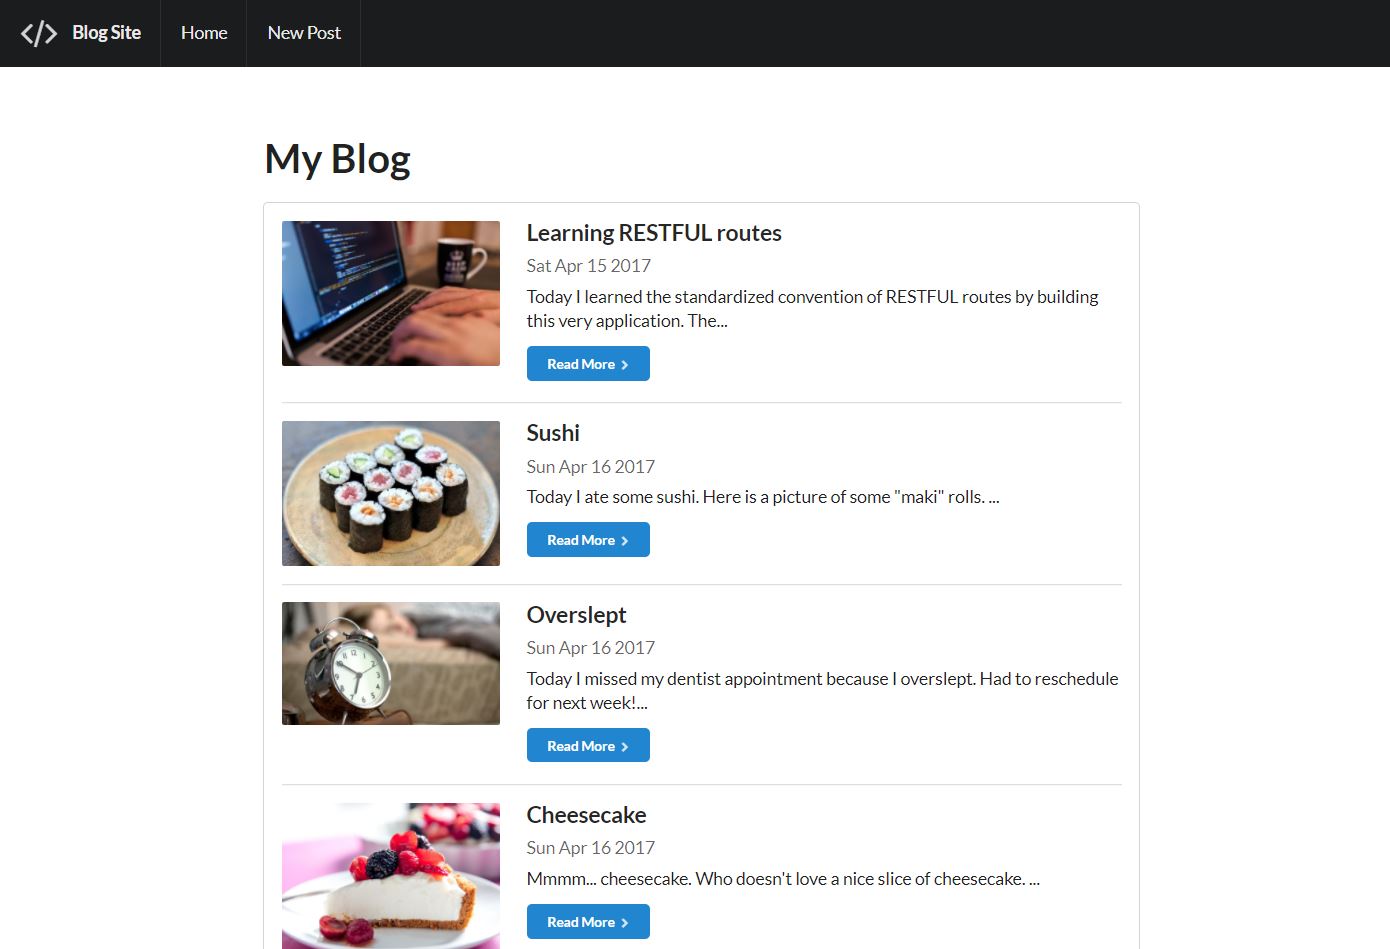 Blog Site
Home
New Post
My Blog
Learning RESTFUL routes
Sat Apr 15 2017
Today I learned the standardized convention of RESTFUL routes by building
this very application. The...
Read More
Sushi
Sun Apr 16 2017
Today I ate some sushi. Here is a picture of some "maki" rolls. ...
Read More
Overslept
Sun Apr 16 2017
Today I missed my dentist appointment because I overslept. Had to reschedule
for next week!...
Read More
Cheesecake
Sun Apr 16 2017
Mmmm... cheesecake. Who doesn't love a nice slice of cheesecake. ...
Read More